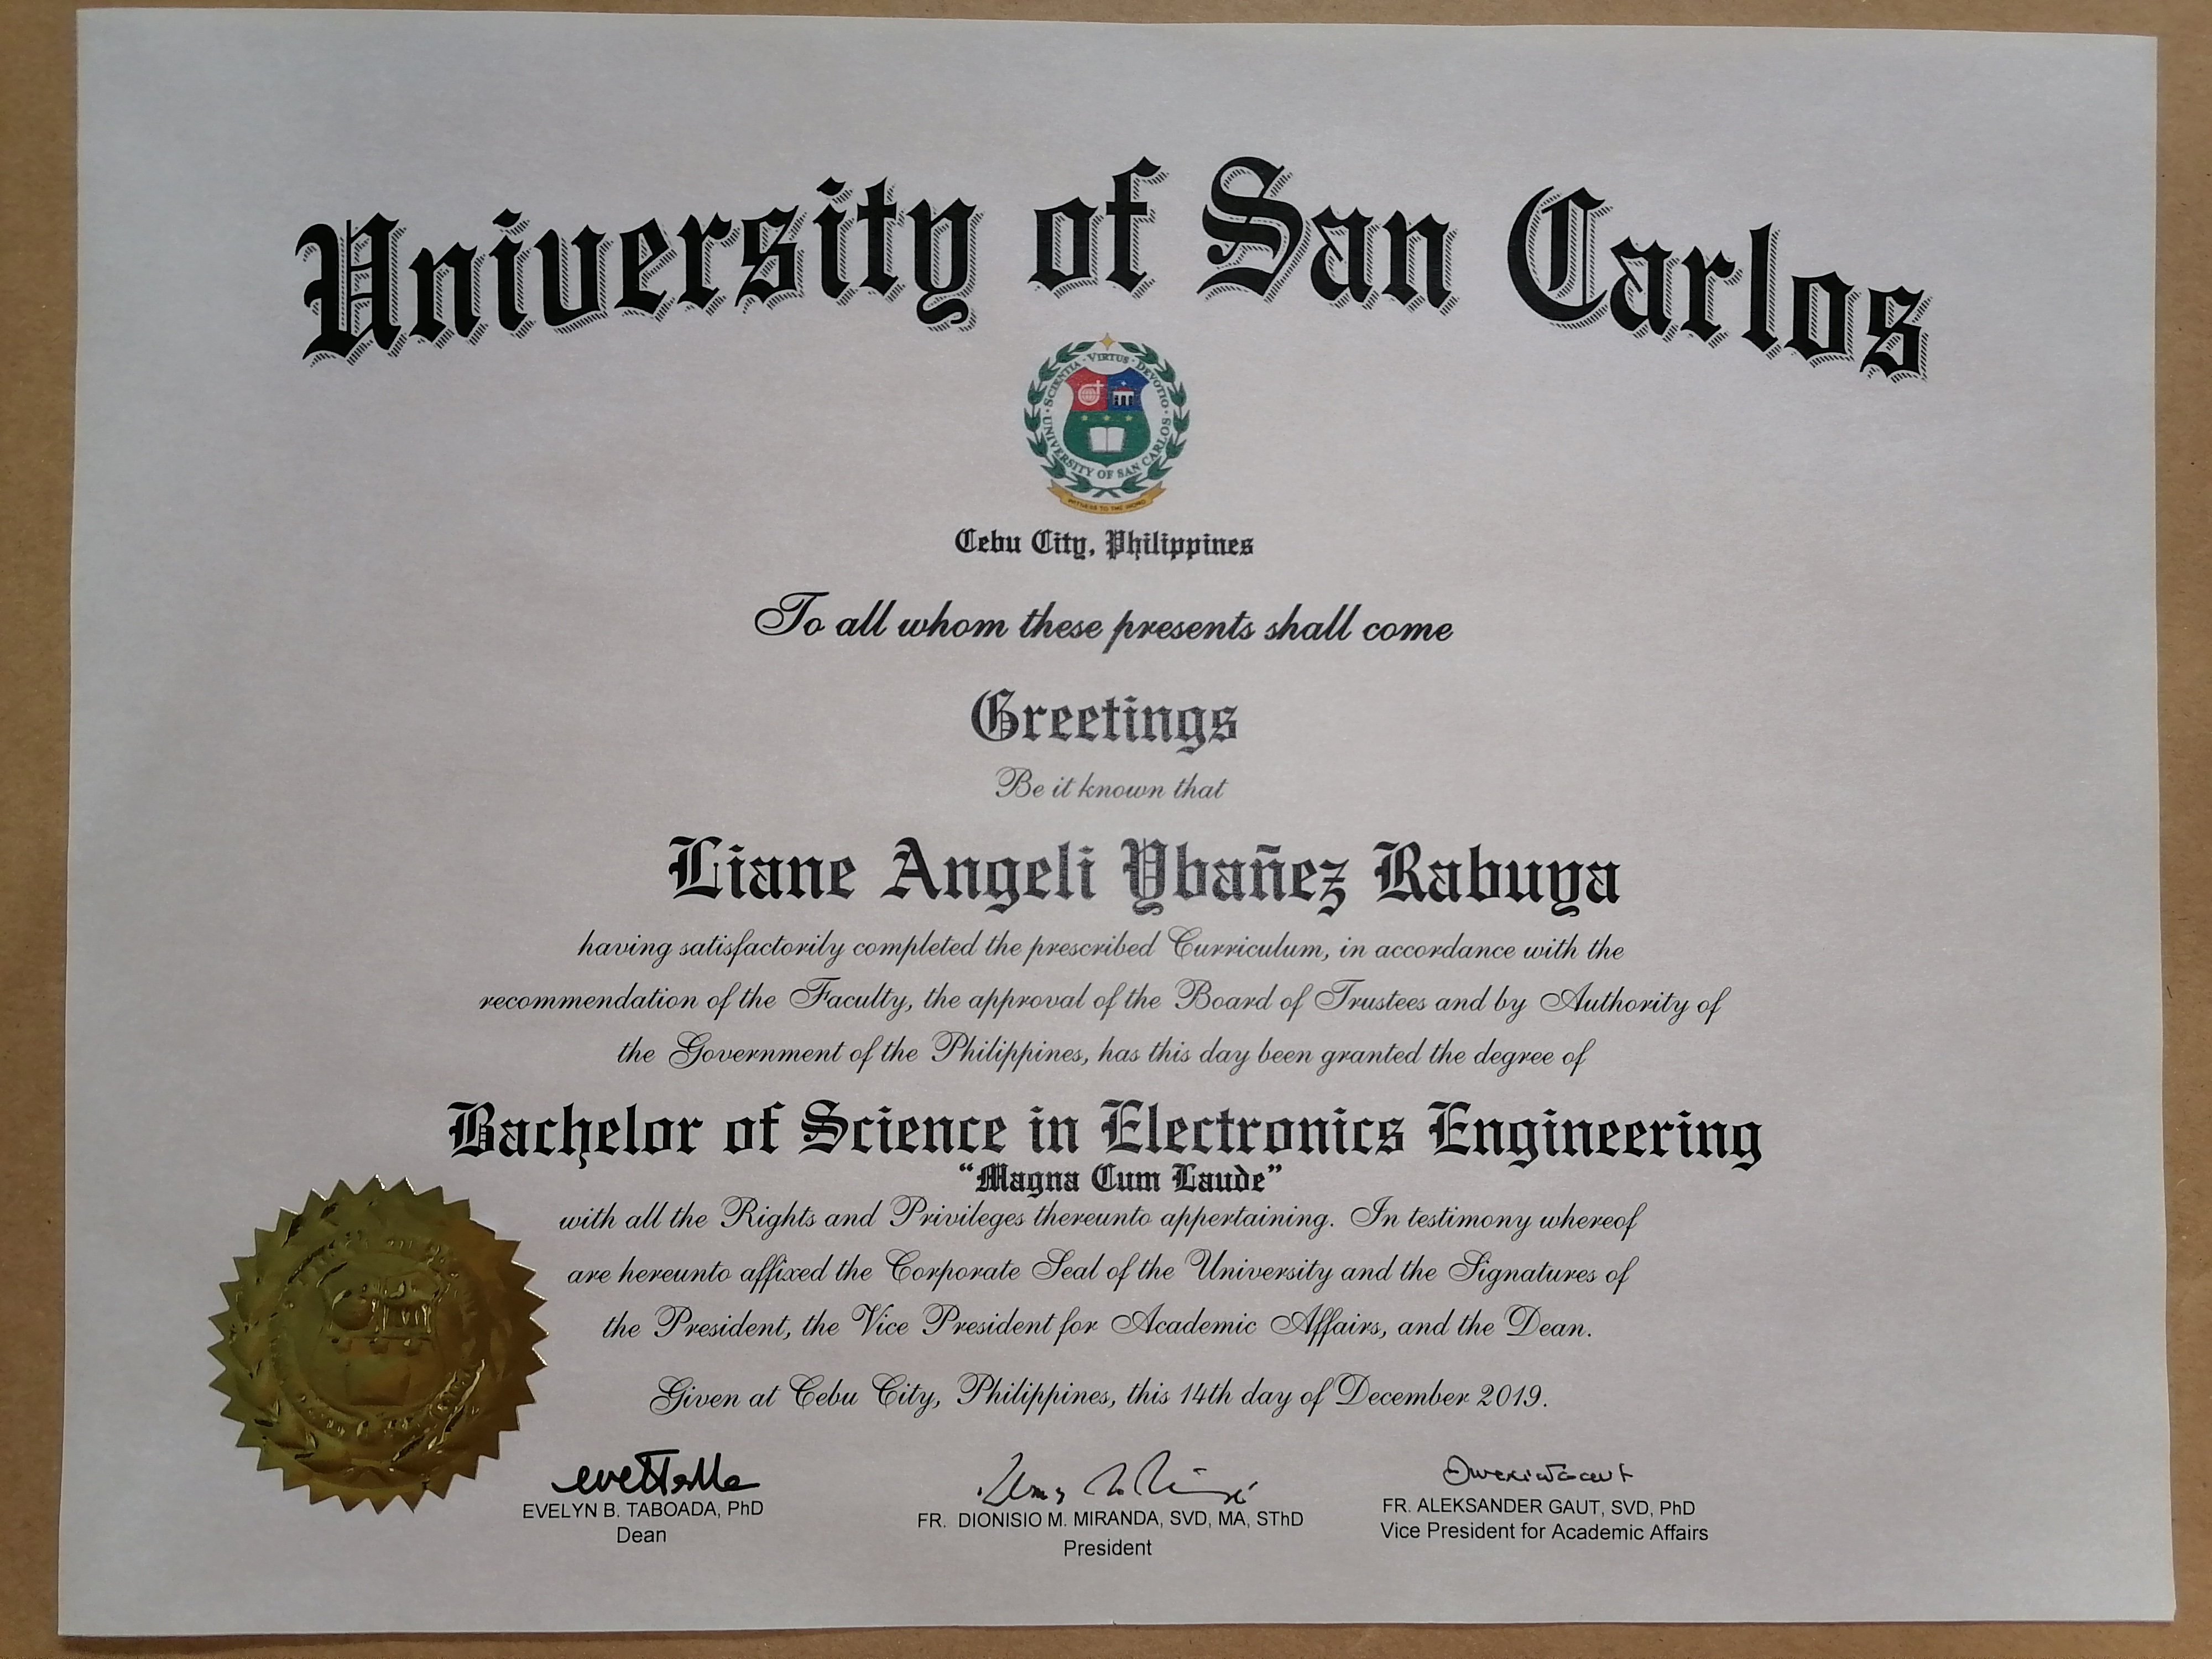 University of San Carlos
SCIENTIA · VIRTUS · DEVOTIO
· UNIVERSITY OF SAN CARLOS ·
WITNESS TO THE WORD
Cebu City, Philippines
To all whom these presents shall come
Greetings
Be it known that
Liane Angeli Ybañez Rabuya
having satisfactorily completed the prescribed Curriculum, in accordance with the
recommendation of the Faculty, the approval of the Board of Trustees and by Authority of
the Government of the Philippines, has this day been granted the degree of
Bachelor of Science in Electronics Engineering
“Magna Cum Laude”
with all the Rights and Privileges thereunto appertaining. In testimony whereof
are hereunto affixed the Corporate Seal of the University and the Signatures of
the President, the Vice President for Academic Affairs, and the Dean.
Given at Cebu City, Philippines, this 14th day of December 2019.
EVELYN B. TABOADA, PhD
Dean
FR. DIONISIO M. MIRANDA, SVD, MA, SThD
President
FR. ALEKSANDER GAUT, SVD, PhD
Vice President for Academic Affairs